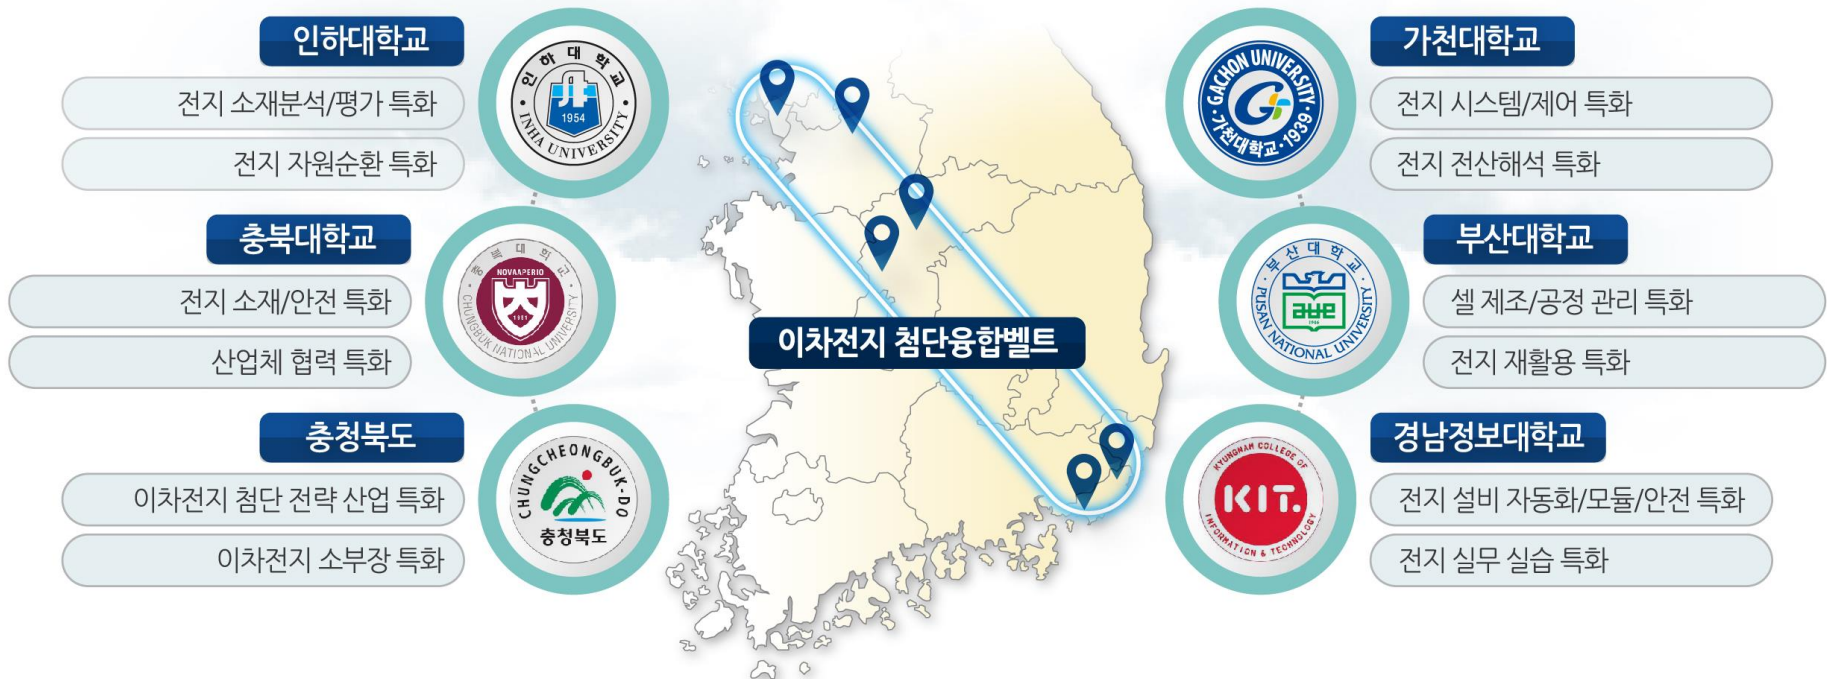 인하대학교
전지 소재분석/평가 특화
전지 자원순환 특화
인하대학교
1954
INHA UNIVERSITY
충북대학교
전지 소재/안전 특화
산업체 협력 특화
충북대학교
NOVAAPERIO
1951
CHUNGBUK NATIONAL UNIVERSITY
충청북도
이차전지 첨단 전략 산업 특화
이차전지 소부장 특화
CHUNGCHEONGBUK-DO
충청북도
이차전지 첨단융합벨트
가천대학교
전지 시스템/제어 특화
전지 전산해석 특화
GACHON UNIVERSITY
가천대학교·1939
부산대학교
셀 제조/공정 관리 특화
전지 재활용 특화
부산대학교
1946
PUSAN NATIONAL UNIVERSITY
경남정보대학교
전지 설비 자동화/모듈/안전 특화
전지 실무 실습 특화
KYUNGNAM COLLEGE OF
KIT.
INFORMATION & TECHNOLOGY